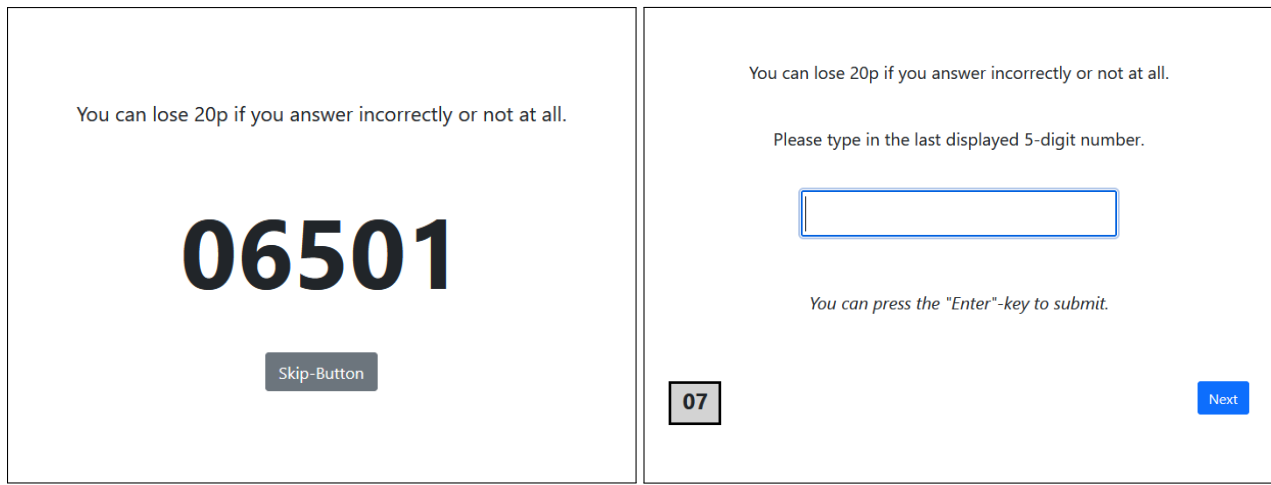 You can lose 20p if you answer incorrectly or not at all.
06501
Skip-Button
You can lose 20p if you answer incorrectly or not at all.
Please type in the last displayed 5-digit number.
You can press the "Enter"-key to submit.
07
Next